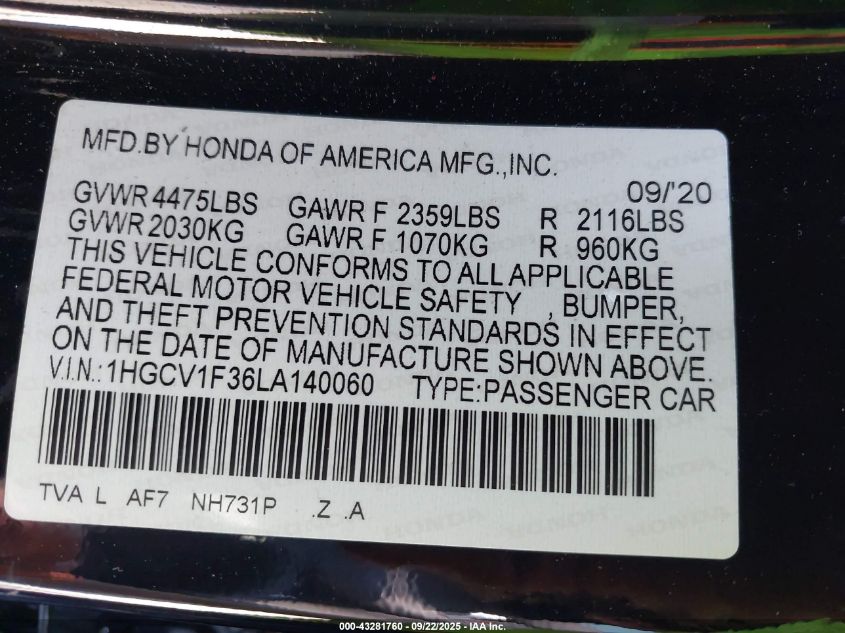 MFD.BY HONDA OF AMERICA MFG.,INC.
09/'20
GVWR 4475LBS GAWR F 2359LBS R 2116LBS
GVWR 2030KG GAWR F 1070KG R 960KG
THIS VEHICLE CONFORMS TO ALL APPLICABLE
FEDERAL MOTOR VEHICLE SAFETY , BUMPER,
AND THEFT PREVENTION STANDARDS IN EFFECT
ON THE DATE OF MANUFACTURE SHOWN ABOVE.
V.I.N.:1HGCV1F36LA140060 TYPE:PASSENGER CAR
TVA L AF7 NH731P .Z .A
HONDA HONDA HONDA
000-43281760 - 09/22/2025 - IAA Inc.